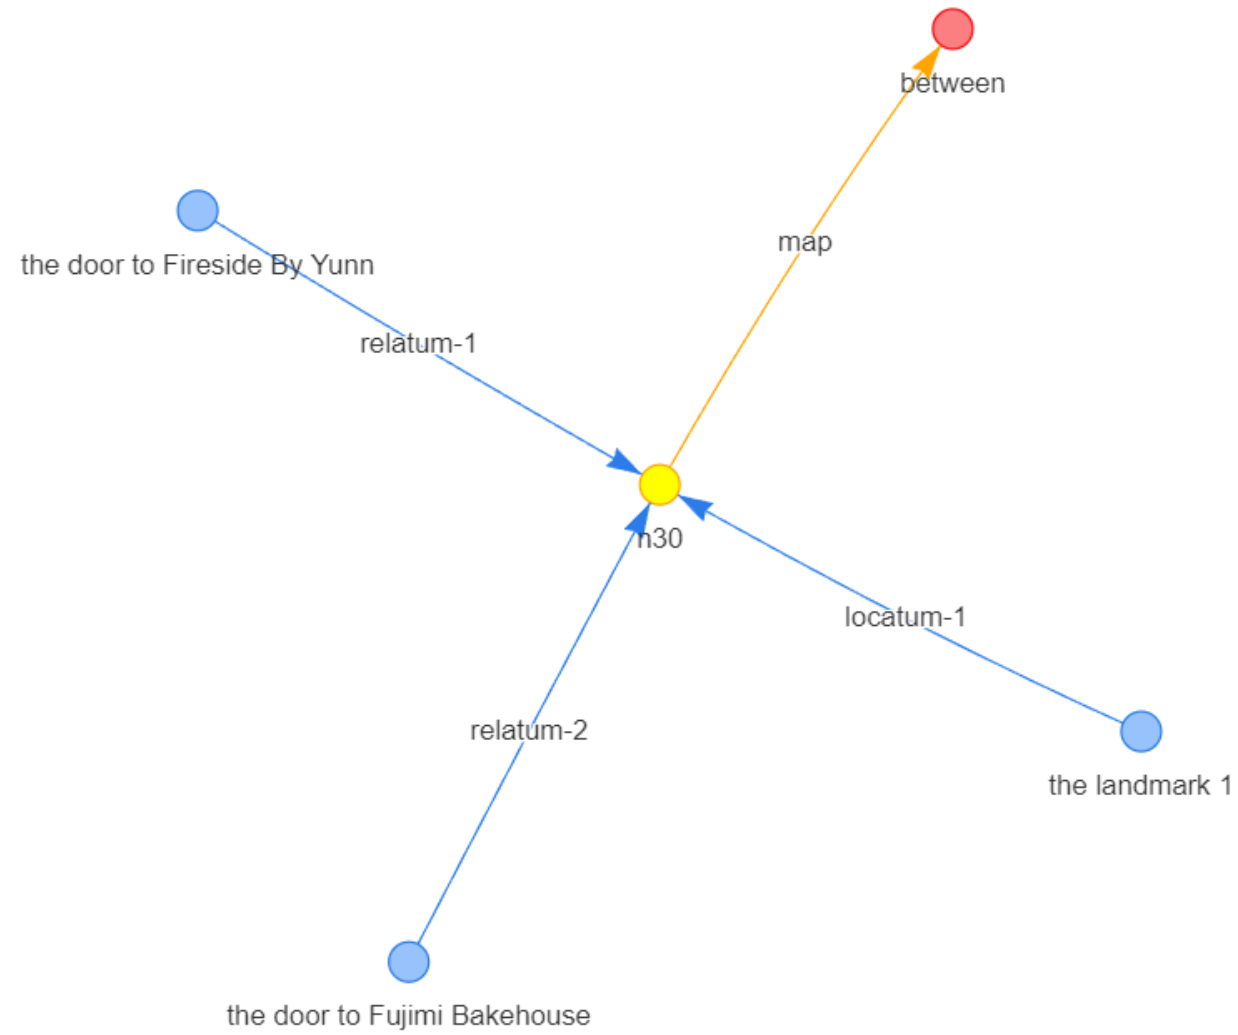 between
map
the door to Fireside By Yunn
relatum-1
n30
locatum-1
relatum-2
the landmark 1
the door to Fujimi Bakehouse